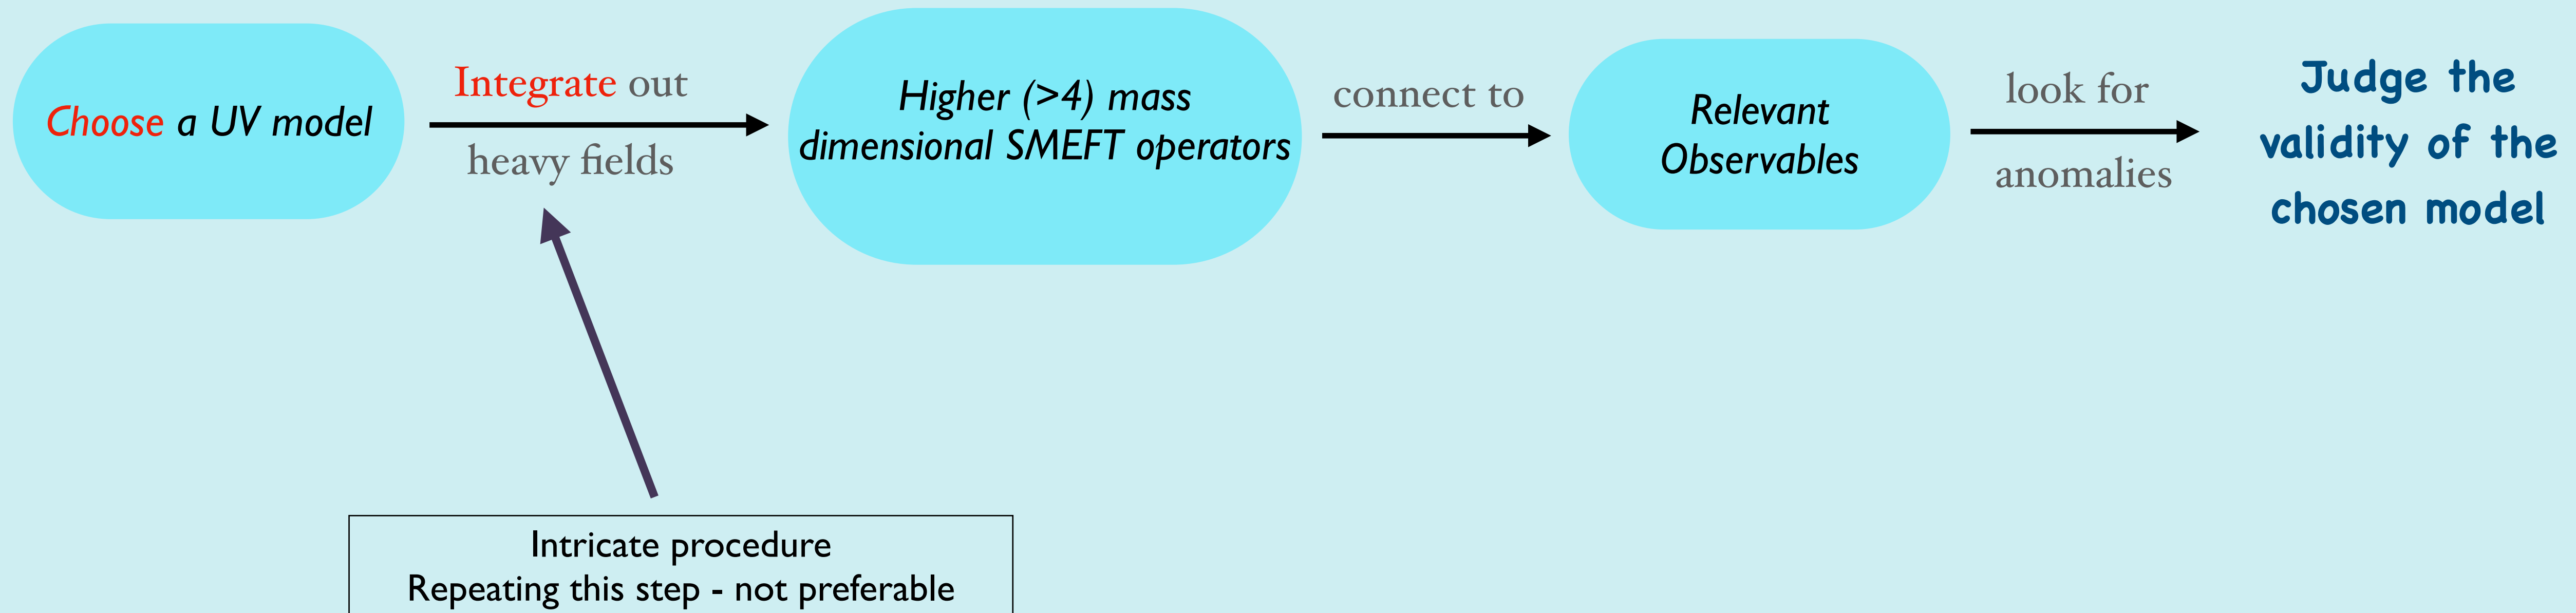 Choose a UV model
Integrate out
heavy fields
Higher (>4) mass
dimensional SMEFT operators
connect to
Relevant
Observables
look for
anomalies
Judge the
validity of the
chosen model
Intricate procedure
Repeating this step - not preferable